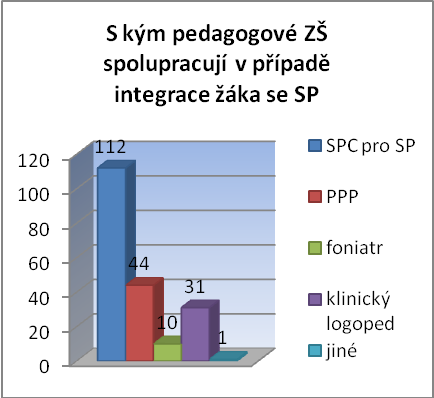 S kým pedagogové ZŠ
spolupracují v případě
integrace žáka se SP
120
100
80
60
40
20
0
112
44
10
31
1
SPC pro SP
PPP
foniatr
klinický
logoped
jiné